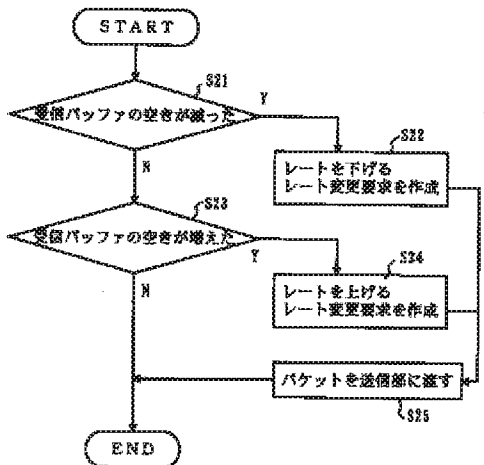 START
S21
受信バッファの空きが減った
Y
N
S22
レートを下げる
レート変更要求を作成
S23
受信バッファの空きが増えた
Y
N
S24
レートを上げる
レート変更要求を作成
パケットを送信部に渡す
S25
END